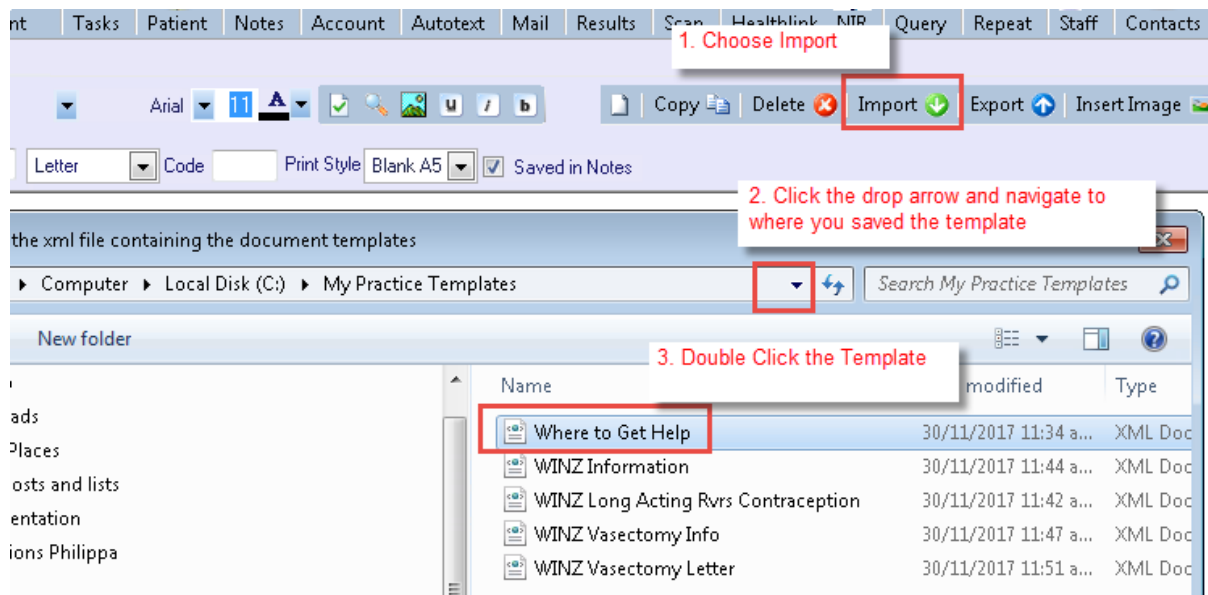 nt Tasks Patient Notes Account Autotext Mail Results Scan Healthlink NIR Query Repeat Staff Contacts
1. Choose Import
Arial 11 A u i b Copy Delete Import Export Insert Image
Letter Code Print Style Blank A5 Saved in Notes
2. Click the drop arrow and navigate to
where you saved the template
the xml file containing the document templates
Computer Local Disk (C:) My Practice Templates Search My Practice Templates
New folder
3. Double Click the Template
Name modified Type
ads
Places
osts and lists
entation
ions Philippa
Where to Get Help 30/11/2017 11:34 a... XML Doc
WINZ Information 30/11/2017 11:44 a... XML Doc
WINZ Long Acting Rvrs Contraception 30/11/2017 11:42 a... XML Doc
WINZ Vasectomy Info 30/11/2017 11:47 a... XML Doc
WINZ Vasectomy Letter 30/11/2017 11:51 a... XML Doc